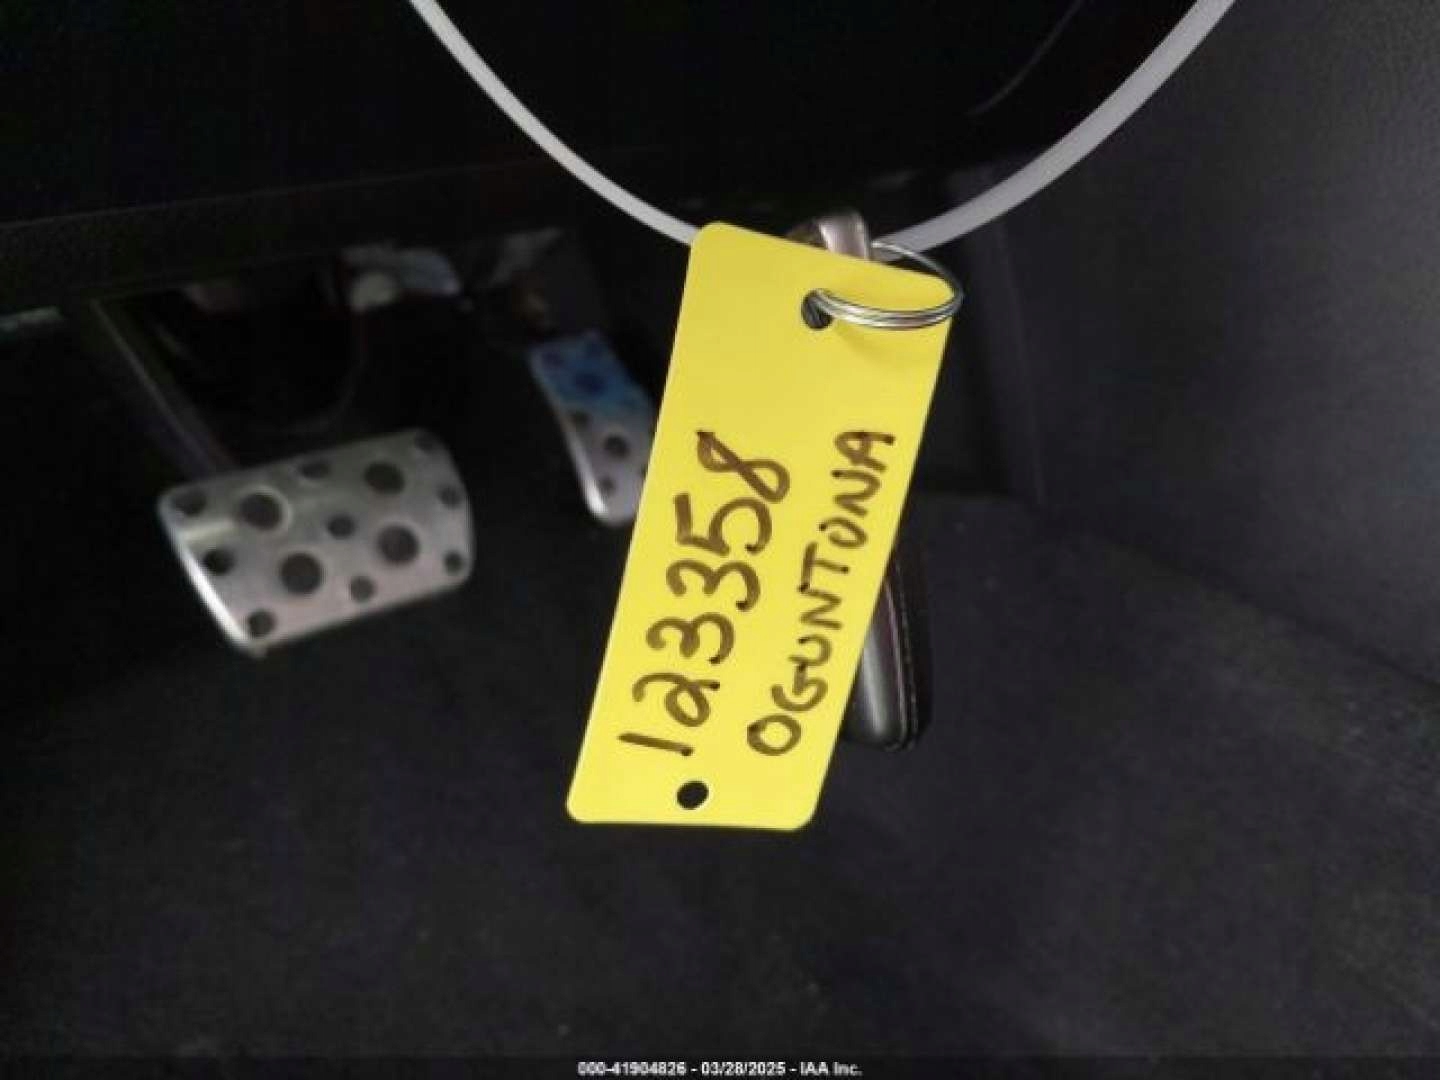 123358
OGUNTONA
000-41904826 - 03/28/2025 - IAA Inc.